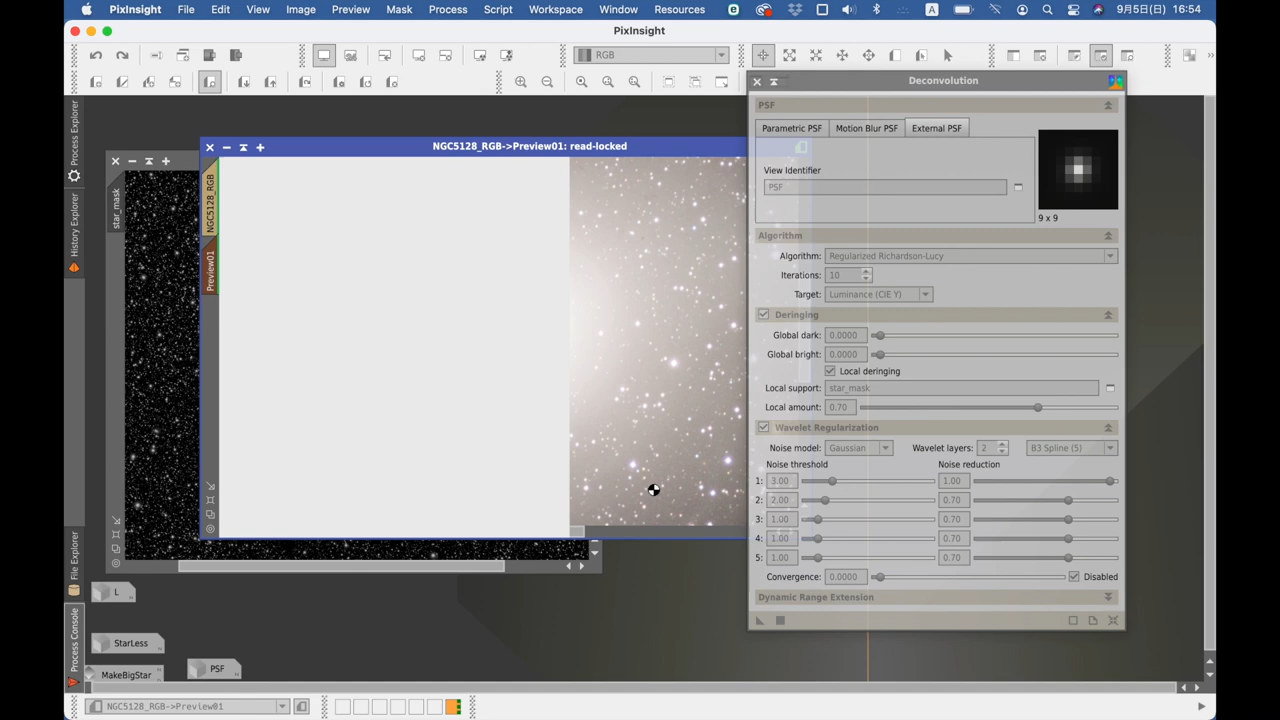 PixInsight File Edit View Image Preview Mask Process Script Workspace Window Resources A 9月5日(日) 16:54
PixInsight
RGB
Process Explorer
History Explorer
File Explorer
Process Console
star_mask
NGC5128_RGB->Preview01: read-locked
NGC5128_RGB
Preview01
L
StarLess
MakeBigStar
PSF
Deconvolution
PSF
Parametric PSF Motion Blur PSF External PSF
View Identifier
PSF
9 x 9
Algorithm
Algorithm: Regularized Richardson-Lucy
Iterations: 10
Target: Luminance (CIE Y)
Deringing
Global dark: 0.0000
Global bright: 0.0000
Local deringing
Local support: star_mask
Local amount: 0.70
Wavelet Regularization
Noise model: Gaussian Wavelet layers: 2 B3 Spline (5)
Noise threshold Noise reduction
1: 3.00 1.00
2: 2.00 0.70
3: 1.00 0.70
4: 1.00 0.70
5: 1.00 0.70
Convergence: 0.0000 Disabled
Dynamic Range Extension
NGC5128_RGB->Preview01